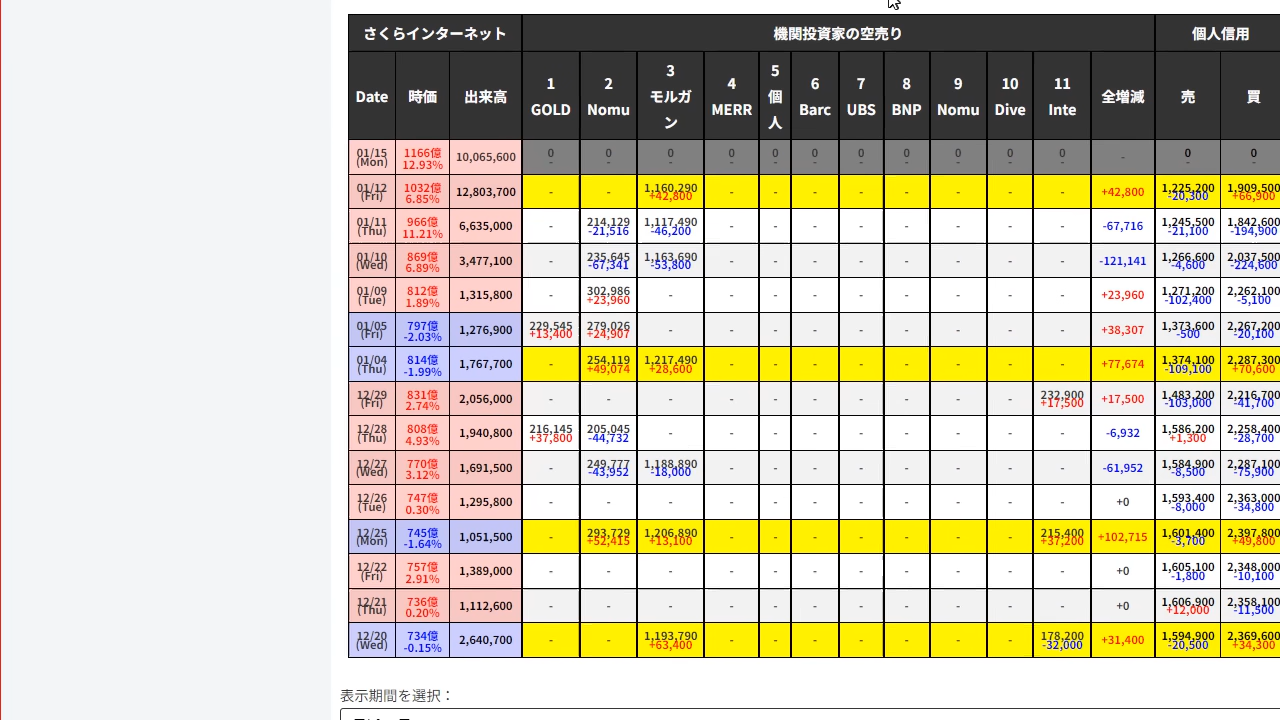 さくらインターネット 機関投資家の空売り 個人信用
Date 時価 出来高 1 GOLD 2 Nomu 3 モルガン 4 MERR 5 個人 6 Barc 7 UBS 8 BNP 9 Nomu 10 Dive 11 Inte 全増減 売 買
01/15 (Mon) 1166億 12.93% 10,065,600 0 - 0 - 0 - 0 - 0 - 0 - 0 - 0 - 0 - 0 - 0 - - 0 - 0 -
01/12 (Fri) 1032億 6.85% 12,803,700 - - 1,160,290 +42,800 - - - - - - - - +42,800 1,225,200 -20,300 1,909,500 +66,900
01/11 (Thu) 966億 11.21% 6,635,000 - 214,129 -21,516 1,117,490 -46,200 - - - - - - - - -67,716 1,245,500 -21,100 1,842,600 -194,900
01/10 (Wed) 869億 6.89% 3,477,100 - 235,645 -67,341 1,163,690 -53,800 - - - - - - - - -121,141 1,266,600 -4,600 2,037,500 -224,600
01/09 (Tue) 812億 1.89% 1,315,800 - 302,986 +23,960 - - - - - - - - - +23,960 1,271,200 -102,400 2,262,100 -5,100
01/05 (Fri) 797億 -2.03% 1,276,900 229,545 +13,400 279,026 +24,907 - - - - - - - - - +38,307 1,373,600 -500 2,267,200 -20,100
01/04 (Thu) 814億 -1.99% 1,767,700 - 254,119 +49,074 1,217,490 +28,600 - - - - - - - - +77,674 1,374,100 -109,100 2,287,300 +70,600
12/29 (Fri) 831億 2.74% 2,056,000 - - - - - - - - - - 232,900 +17,500 +17,500 1,483,200 -103,000 2,216,700 -41,700
12/28 (Thu) 808億 4.93% 1,940,800 216,145 +37,800 205,045 -44,732 - - - - - - - - - -6,932 1,586,200 +1,300 2,258,400 -28,700
12/27 (Wed) 770億 3.12% 1,691,500 - 249,777 -43,952 1,188,890 -18,000 - - - - - - - - -61,952 1,584,900 -8,500 2,287,100 -75,900
12/26 (Tue) 747億 0.30% 1,295,800 - - - - - - - - - - - +0 1,593,400 -8,000 2,363,000 -34,800
12/25 (Mon) 745億 -1.64% 1,051,500 - 293,729 +52,415 1,206,890 +13,100 - - - - - - - 215,400 +37,200 +102,715 1,601,400 -3,700 2,397,800 +49,800
12/22 (Fri) 757億 2.91% 1,389,000 - - - - - - - - - - - +0 1,605,100 -1,800 2,348,000 -10,100
12/21 (Thu) 736億 0.20% 1,112,600 - - - - - - - - - - - +0 1,606,900 +12,000 2,358,100 -11,500
12/20 (Wed) 734億 -0.15% 2,640,700 - - 1,193,790 +63,400 - - - - - - - 178,200 -32,000 +31,400 1,594,900 -20,500 2,369,600 +34,300
表示期間を選択：